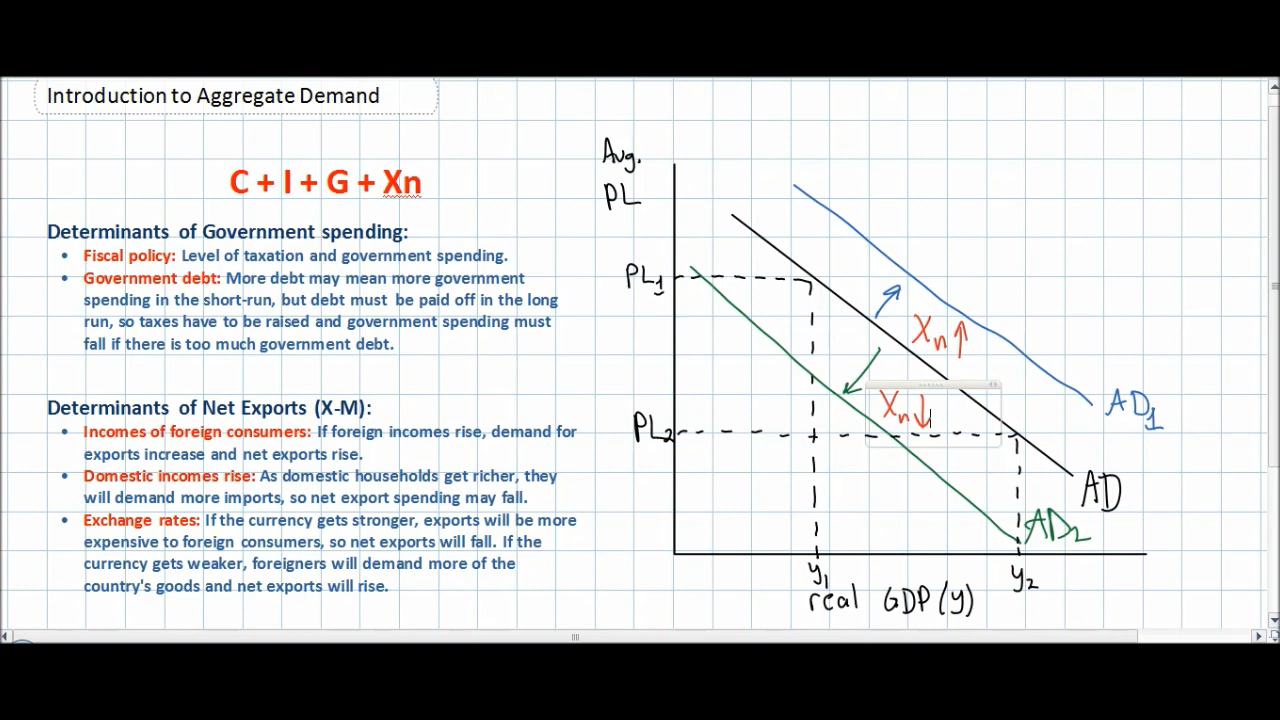 Introduction to Aggregate Demand
C + I + G + Xn
Determinants of Government spending:
• Fiscal policy: Level of taxation and government spending.
• Government debt: More debt may mean more government
spending in the short-run, but debt must be paid off in the long
run, so taxes have to be raised and government spending must
fall if there is too much government debt.
Determinants of Net Exports (X-M):
• Incomes of foreign consumers: If foreign incomes rise, demand for
exports increase and net exports rise.
• Domestic incomes rise: As domestic households get richer, they
will demand more imports, so net export spending may fall.
• Exchange rates: If the currency gets stronger, exports will be more
expensive to foreign consumers, so net exports will fall. If the
currency gets weaker, foreigners will demand more of the
country's goods and net exports will rise.
Avg.
PL
PL1
Xn↑
Xn↓
AD1
PL2
AD
AD2
y1
y2
real GDP(y)